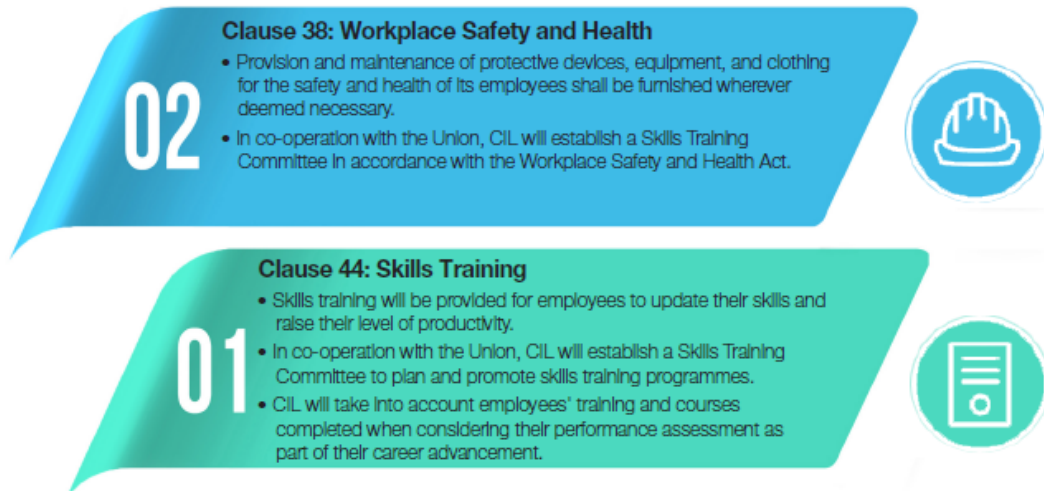 Clause 38: Workplace Safety and Health
• Provision and maintenance of protective devices, equipment, and clothing
for the safety and health of its employees shall be furnished wherever
deemed necessary.
02
• In co-operation with the Union, CIL will establish a Skills Training
Committee in accordance with the Workplace Safety and Health Act.
Clause 44: Skills Training
• Skills training will be provided for employees to update their skills and
raise their level of productivity.
01
• In co-operation with the Union, CIL will establish a Skills Training
Committee to plan and promote skills training programmes.
• CIL will take into account employees' training and courses
completed when considering their performance assessment as
part of their career advancement.